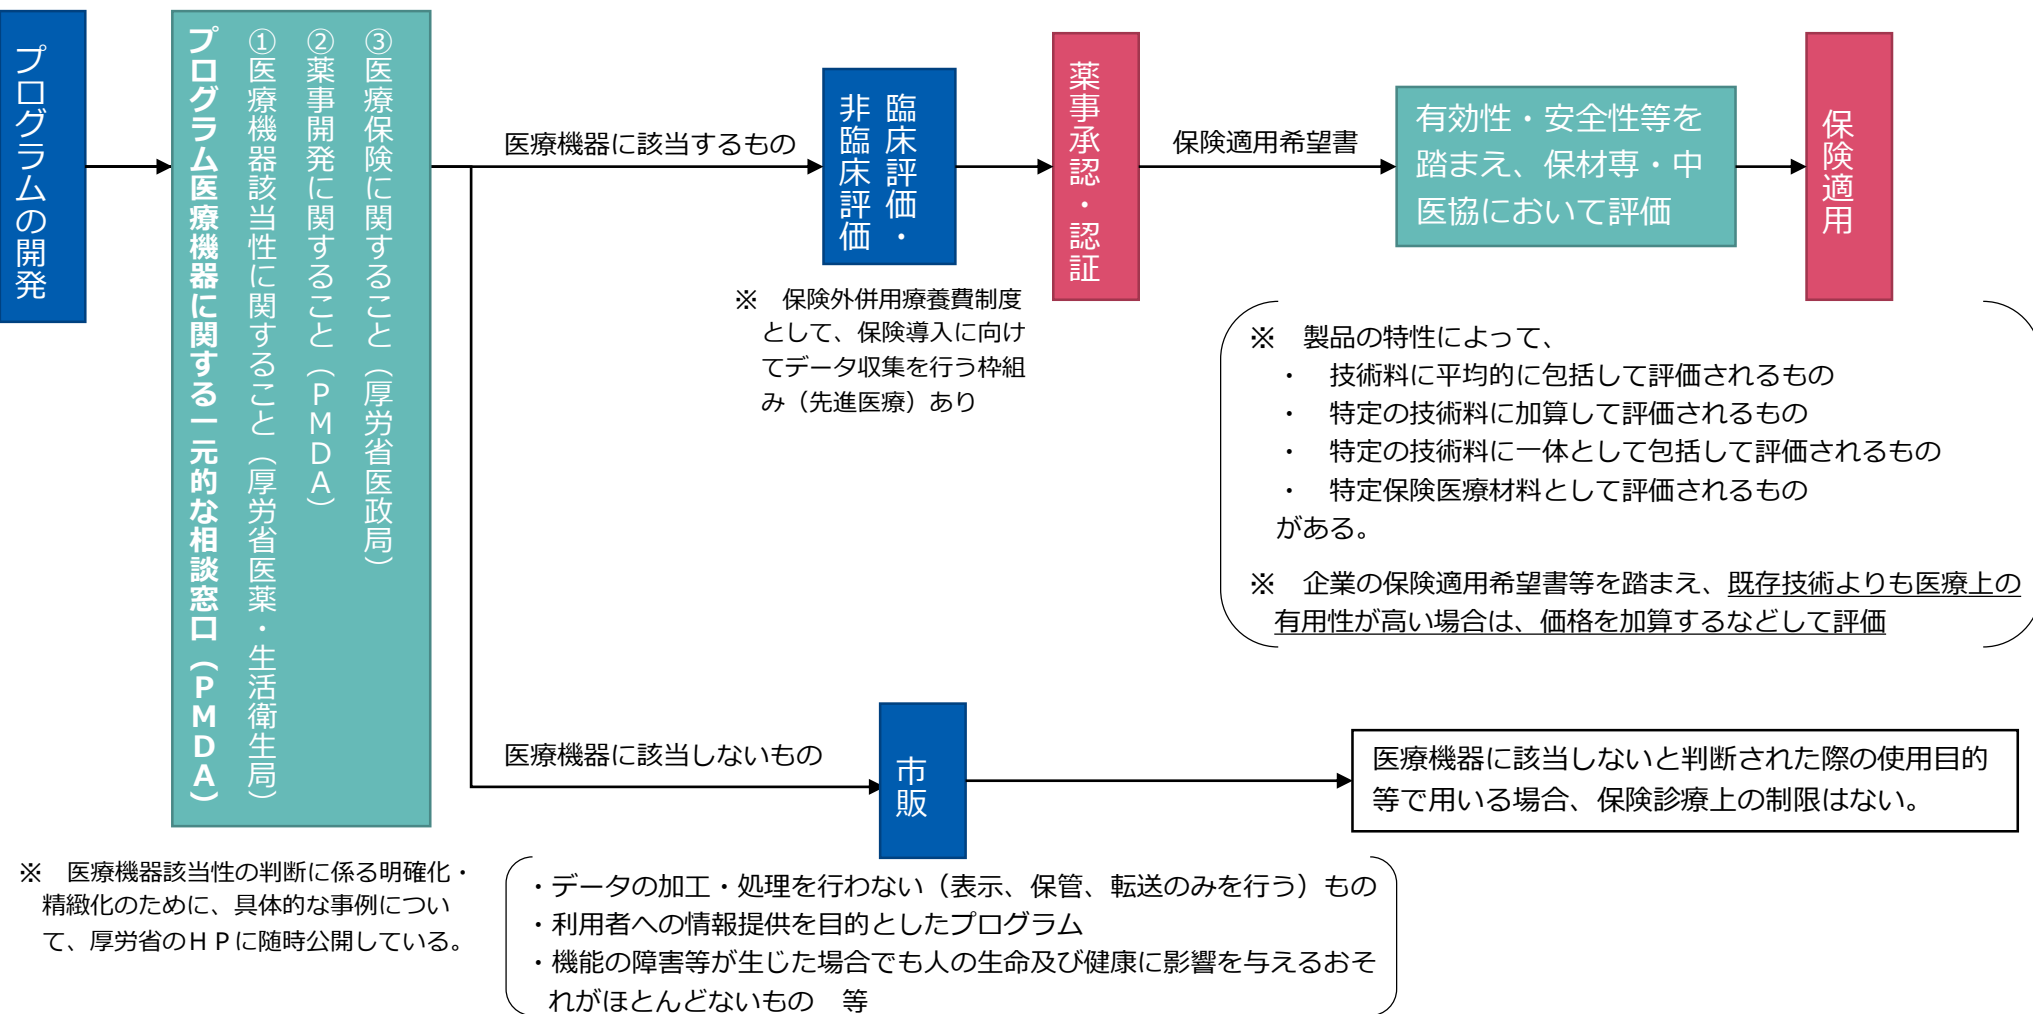 プログラムの開発
プログラム医療機器に関する一元的な相談窓口（ＰＭＤＡ）
①医療機器該当性に関すること（厚労省医薬・生活衛生局）
②薬事開発に関すること（ＰＭＤＡ）
③医療保険に関すること（厚労省医政局）
※　医療機器該当性の判断に係る明確化・
精緻化のために、具体的な事例につい
て、厚労省のＨＰに随時公開している。
医療機器に該当するもの
臨床評価・
非臨床評価
※　保険外併用療養費制度
として、保険導入に向け
てデータ収集を行う枠組
み（先進医療）あり
薬事承認・認証
保険適用希望書
有効性・安全性等を
踏まえ、保材専・中
医協において評価
保険適用
※　製品の特性によって、
・　技術料に平均的に包括して評価されるもの
・　特定の技術料に加算して評価されるもの
・　特定の技術料に一体として包括して評価されるもの
・　特定保険医療材料として評価されるもの
がある。
※　企業の保険適用希望書等を踏まえ、既存技術よりも医療上の
有用性が高い場合は、価格を加算するなどして評価
医療機器に該当しないもの
市販
医療機器に該当しないと判断された際の使用目的
等で用いる場合、保険診療上の制限はない。
・データの加工・処理を行わない（表示、保管、転送のみを行う）もの
・利用者への情報提供を目的としたプログラム
・機能の障害等が生じた場合でも人の生命及び健康に影響を与えるおそ
れがほとんどないもの　等